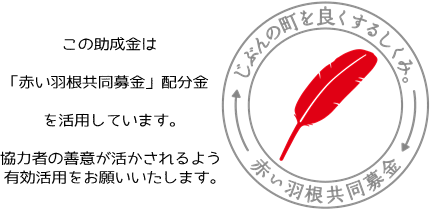 この助成金は
「赤い羽根共同募金」配分金
を活用しています。
協力者の善意が活かされるよう
有効活用をお願いいたします。
じぶんの町を良くするしくみ。
赤い羽根共同募金